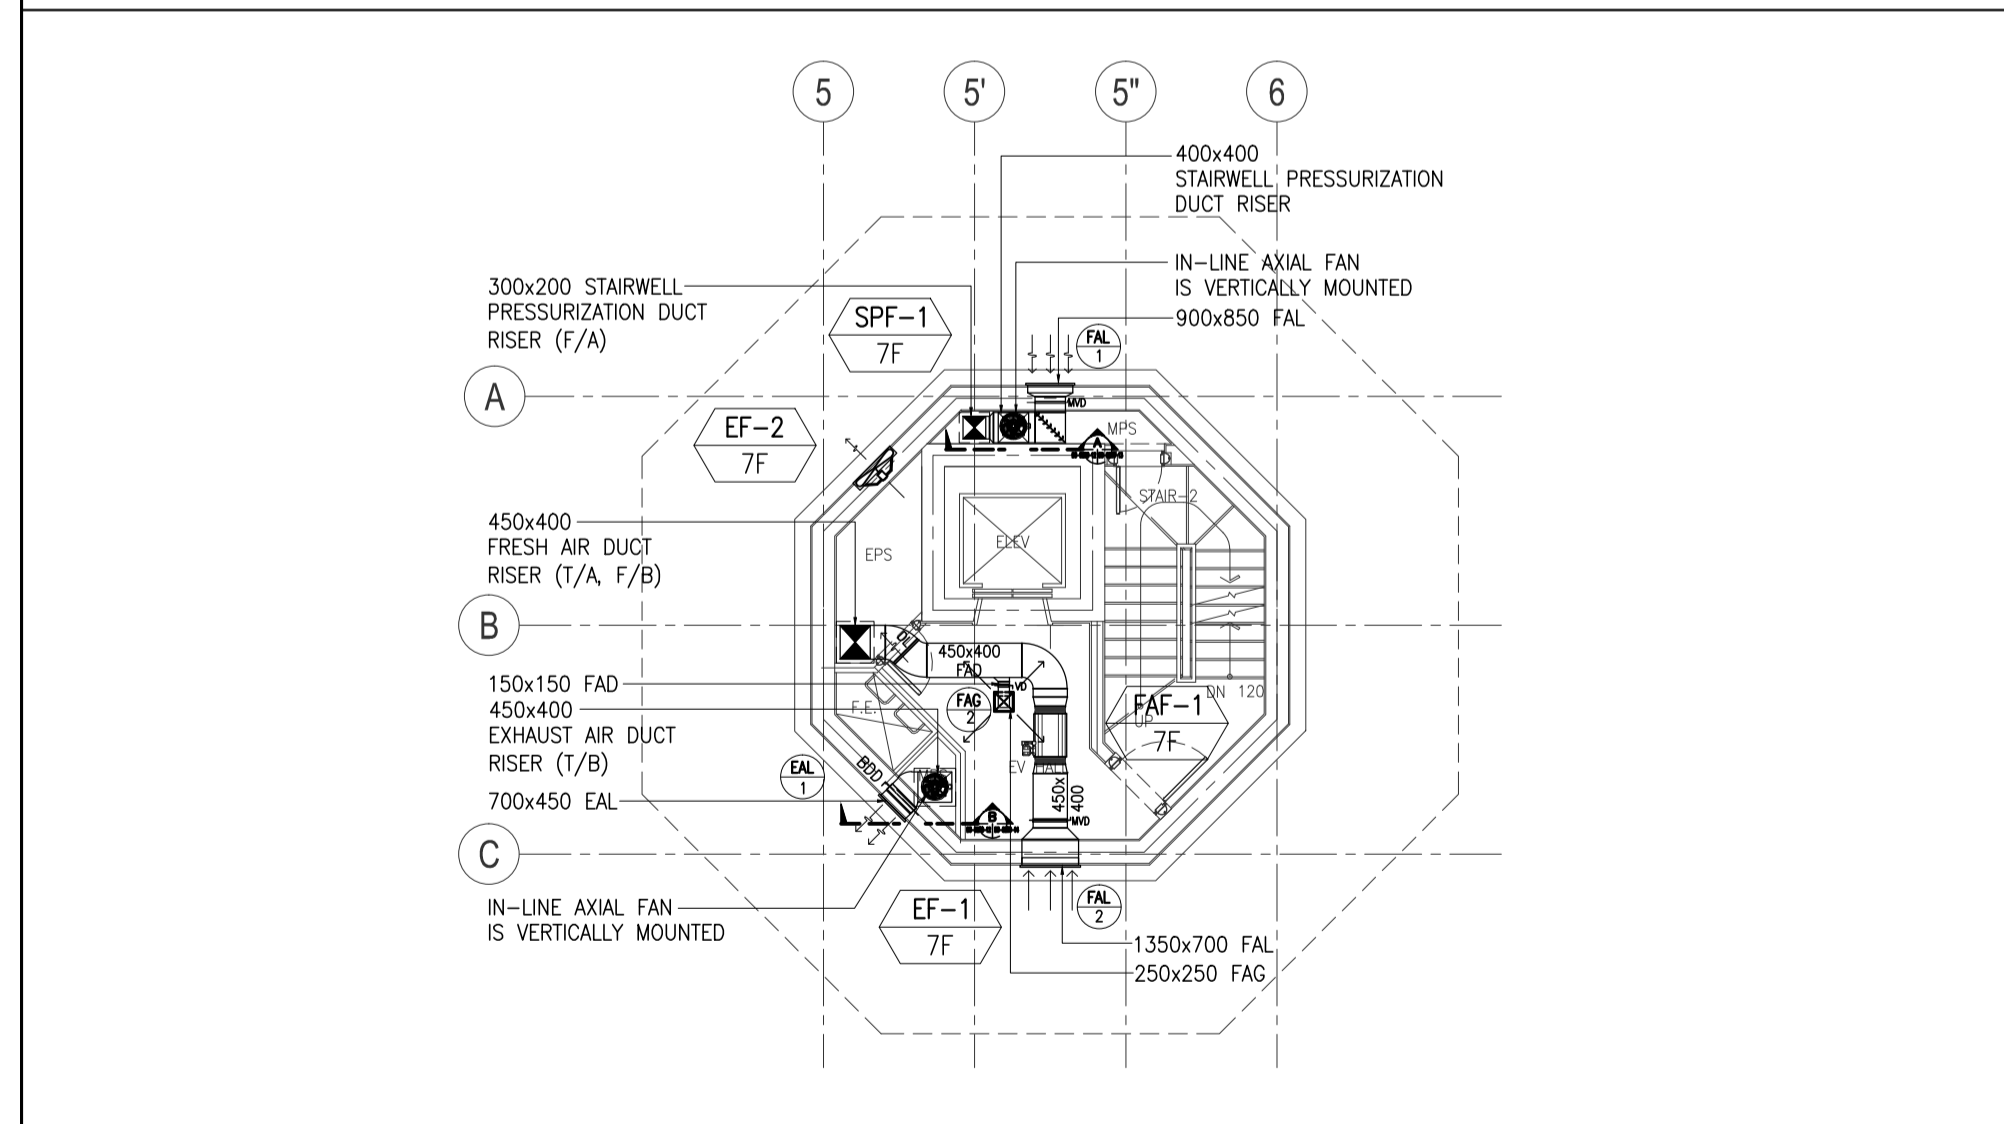 5
5'
5"
6
400x400
STAIRWELL PRESSURIZATION
DUCT RISER
IN-LINE AXIAL FAN
IS VERTICALLY MOUNTED
900x850 FAL
300x200 STAIRWELL
PRESSURIZATION DUCT
RISER (F/A)
SPF-1
7F
FAL
1
A
MVD
EF-2
7F
MPS
A
STAIR-2
450x400
FRESH AIR DUCT
RISER (T/A, F/B)
EPS
ELEV
B
DL
450x400
FAD
150x150 FAD
VD
FAG
2
DN 120
F.E.
FAF-1
7F
UP
450x400
EXHAUST AIR DUCT
RISER (T/B)
EAL
1
BDD
EV HALL
450x
400
700x450 EAL
B
MVD
C
IN-LINE AXIAL FAN
IS VERTICALLY MOUNTED
EF-1
7F
FAL
2
1350x700 FAL
250x250 FAG